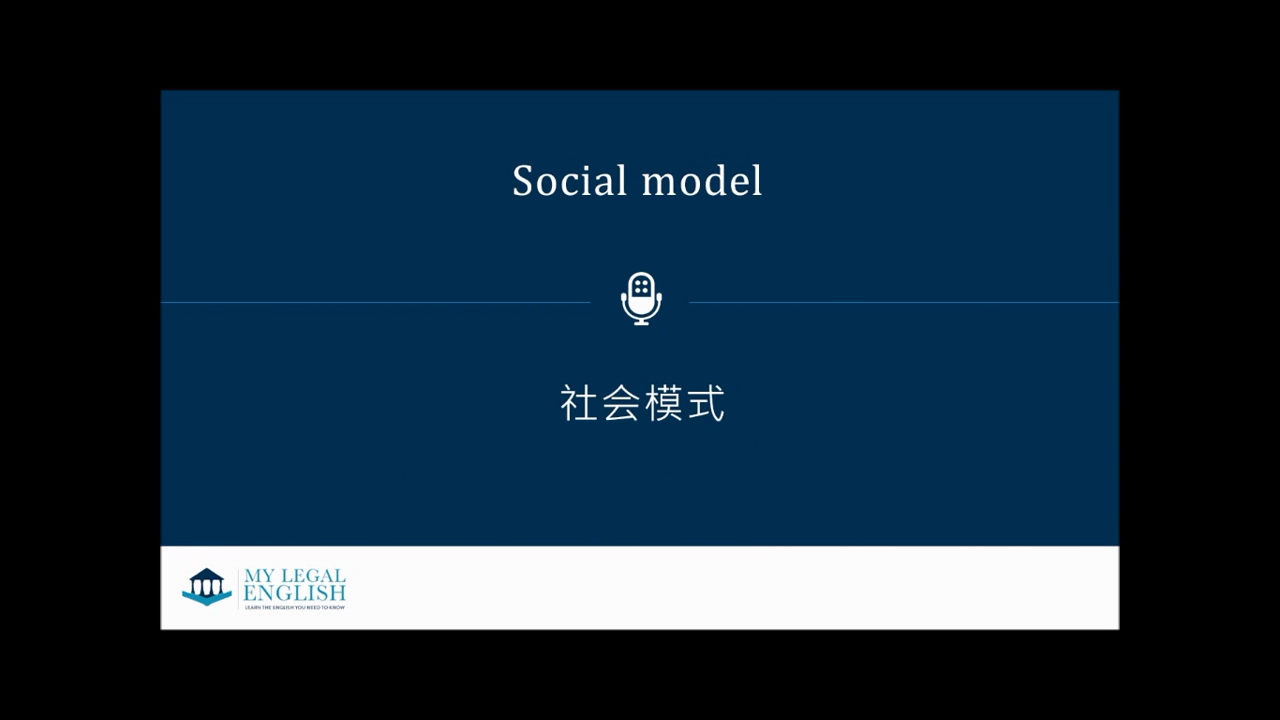 Social model
社会模式
MY LEGAL
ENGLISH
LEARN THE ENGLISH YOU NEED TO KNOW